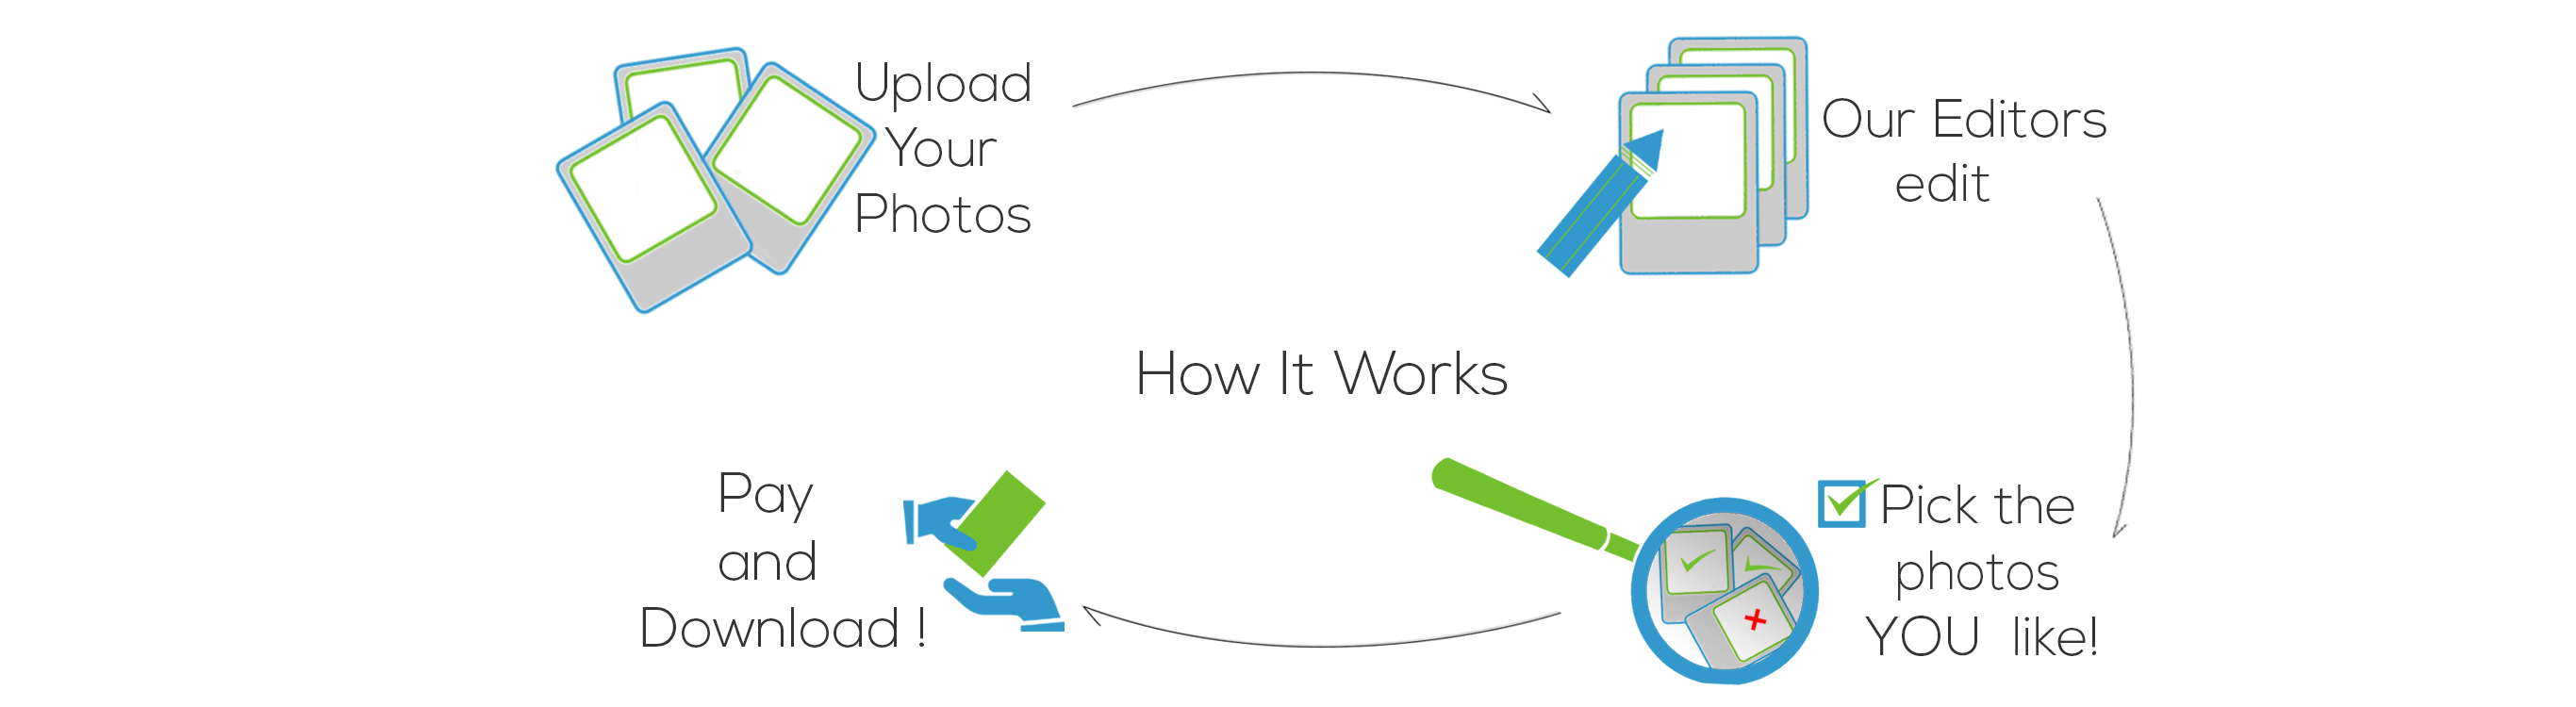 Upload
Your
Photos
Our Editors
edit
How It Works
Pick the
photos
YOU like!
Pay
and
Download !